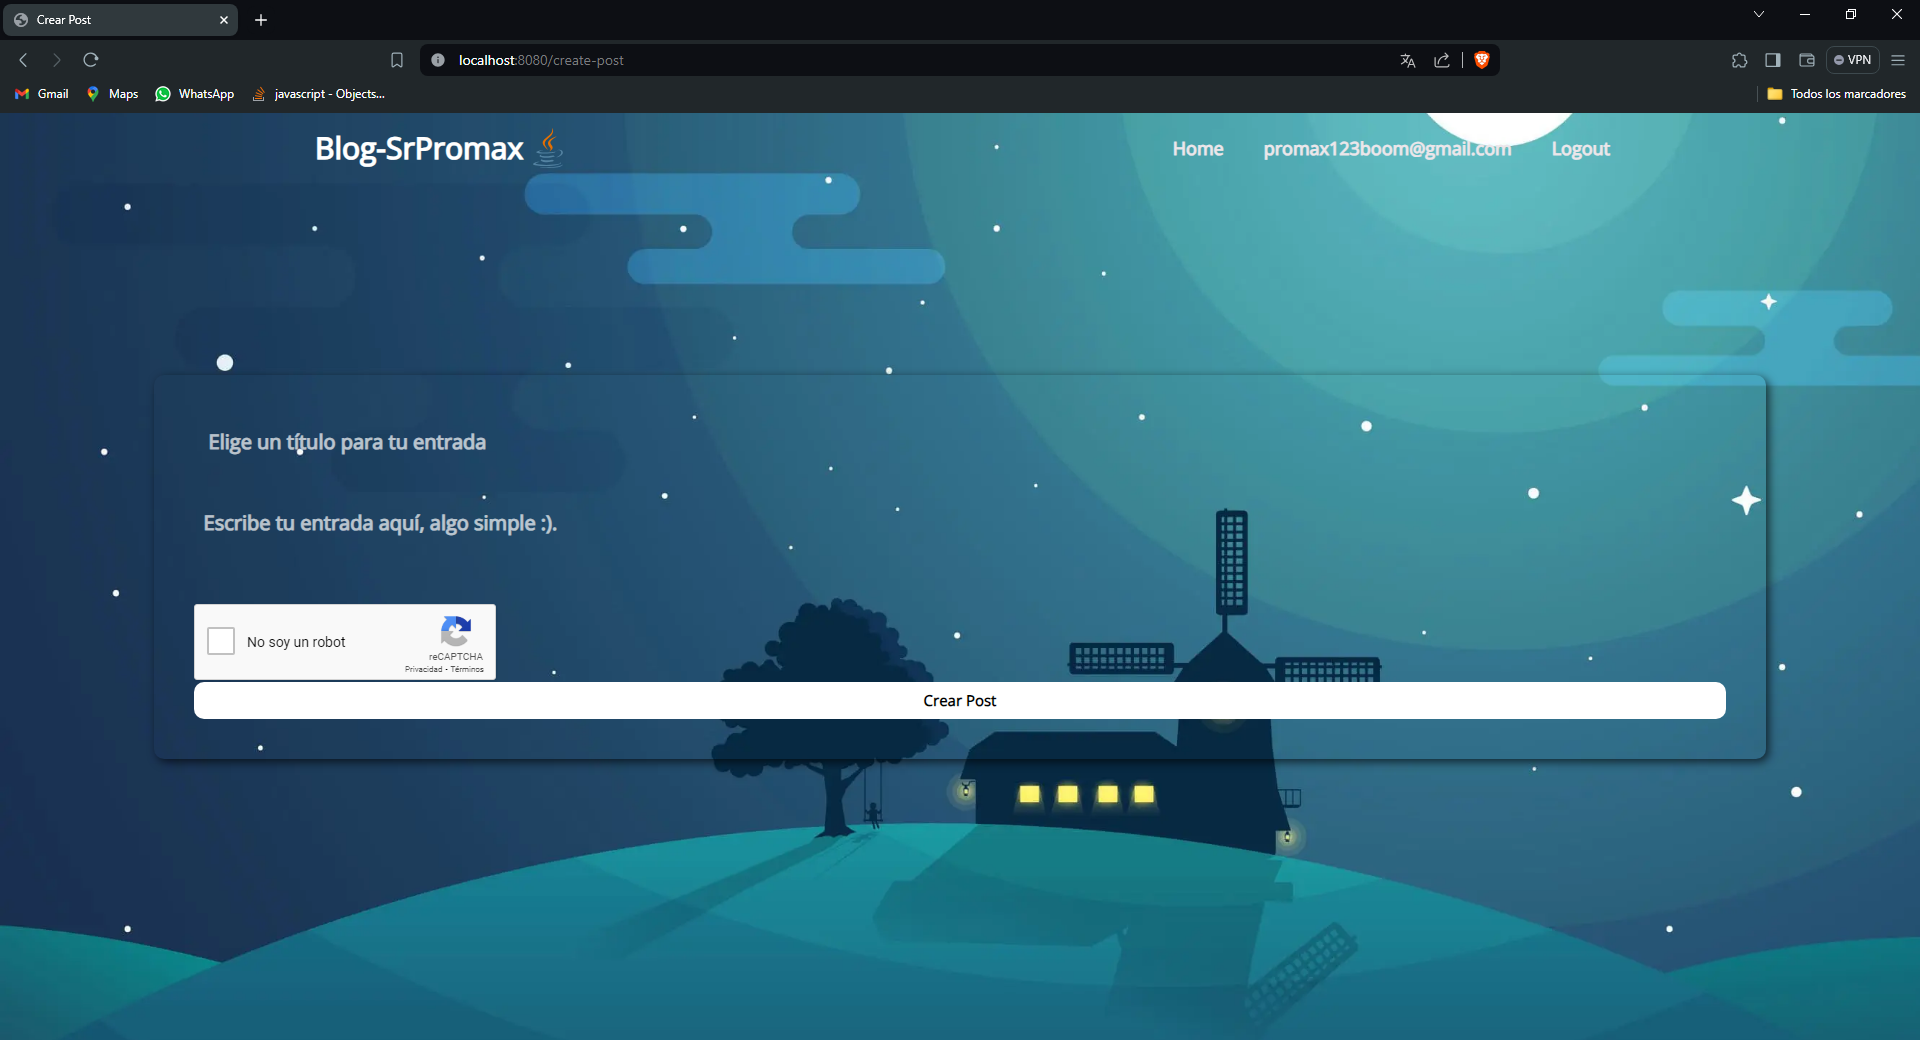 Crear Post
localhost:8080/create-post
VPN
Gmail
Maps
WhatsApp
javascript - Objects...
Todos los marcadores
Blog-SrPromax
Home
promax123boom@gmail.com
Logout
Elige un título para tu entrada
Escribe tu entrada aquí, algo simple :).
No soy un robot
reCAPTCHA
Privacidad - Términos
Crear Post